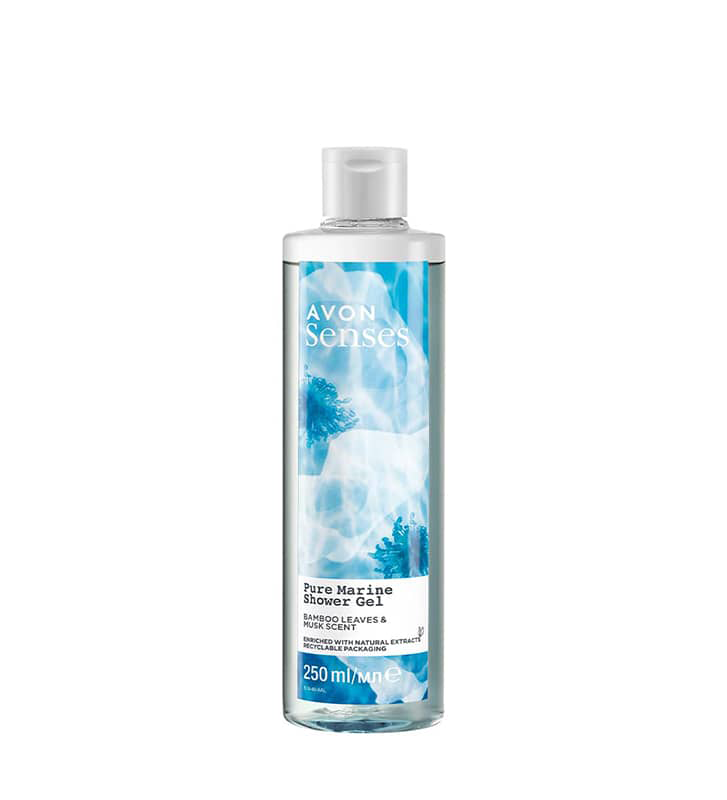 AVON
Senses
Pure Marine
Shower Gel
BAMBOO LEAVES &
MUSK SCENT
ENRICHED WITH NATURAL EXTRACTS
RECYCLABLE PACKAGING
250 ml/мл e